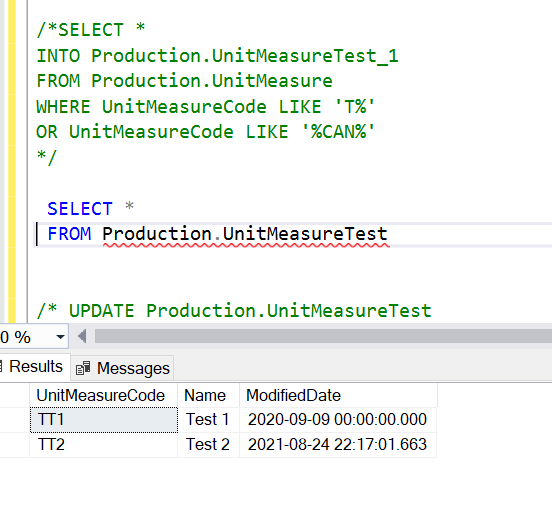 /*SELECT *
INTO Production.UnitMeasureTest_1
FROM Production.UnitMeasure
WHERE UnitMeasureCode LIKE 'T%'
OR UnitMeasureCode LIKE '%CAN%'
*/
SELECT *
FROM Production.UnitMeasureTest
/* UPDATE Production.UnitMeasureTest
0 %
Results Messages
UnitMeasureCode Name ModifiedDate
TT1 Test 1 2020-09-09 00:00:00.000
TT2 Test 2 2021-08-24 22:17:01.663